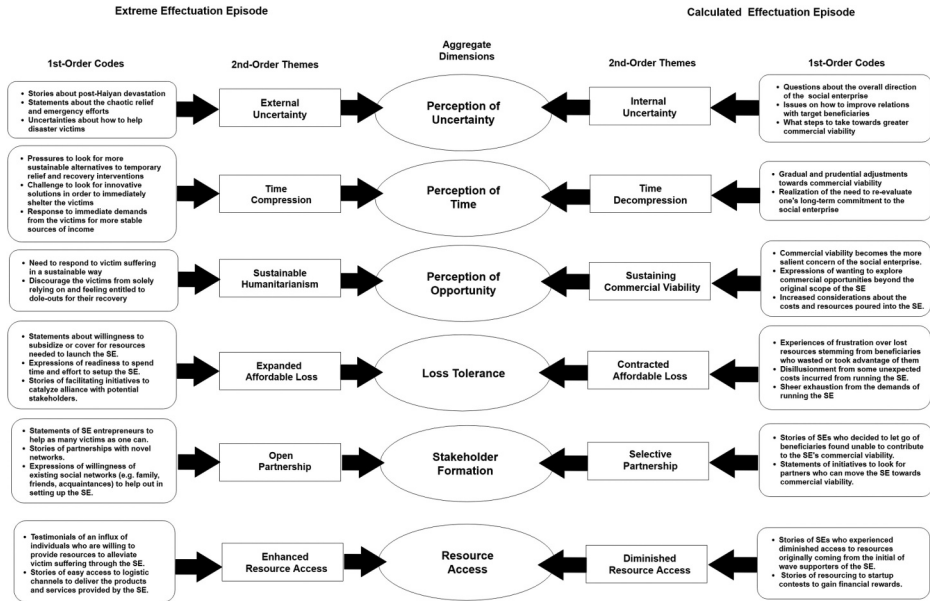 Extreme Effectuation Episode
Calculated Effectuation Episode
1st-Order Codes
2nd-Order Themes
Aggregate
Dimensions
2nd-Order Themes
1st-Order Codes
• Stories about post-Haiyan devastation
• Statements about the chaotic relief
and emergency efforts
• Uncertainties about how to help
disaster victims
External
Uncertainty
Perception of
Uncertainty
Internal
Uncertainty
• Questions about the overall direction of
the social enterprise
• Issues on how to improve relations
with target beneficiaries
• What steps to take towards greater
commercial viability
• Pressures to look for more
sustainable alternatives to temporary
relief and recovery interventions
• Challenge to look for innovative
solutions in order to immediately
shelter the victims
• Response to immediate demands
from the victims for more stable
sources of income
Time
Compression
Perception of
Time
Time
Decompression
• Gradual and prudential adjustments
towards commercial viability
• Realization of the need to re-evaluate
one's long-term commitment to the
social enterprise
• Need to respond to victim suffering
in a sustainable way
• Discourage the victims from solely
relying on and feeling entitled to
dole-outs for their recovery
Sustainable
Humanitarianism
Perception of
Opportunity
Sustaining
Commercial Viability
• Commercial viability becomes the more
salient concern of the social enterprise.
• Expressions of wanting to explore
commercial opportunities beyond the
original scope of the SE
• Increased considerations about the
costs and resources poured into the SE.
• Statements about willingness to
subsidize or cover for resources
needed to launch the SE.
• Expressions of readiness to spend
time and effort to setup the SE.
• Stories of facilitating initiatives to
catalyze alliance with potential
stakeholders.
Expanded
Affordable Loss
Loss Tolerance
Contracted
Affordable Loss
• Experiences of frustration over lost
resources stemming from beneficiaries
who wasted or took advantage of them
• Disillusionment from some unexpected
costs incurred from running the SE.
• Sheer exhaustion from the demands of
running the SE
• Statements of SE entrepreneurs to
help as many victims as one can.
• Stories of partnerships with novel
networks.
• Expressions of willingness of
existing social networks (e.g. family,
friends, acquaintances) to help out in
setting up the SE.
Open
Partnership
Stakeholder
Formation
Selective
Partnership
• Stories of SEs who decided to let go of
beneficiaries found unable to contribute
to the SE's commercial viability.
• Statements of initiatives to look for
partners who can move the SE towards
commercial viability.
• Testimonials of an influx of
individuals who are willing to
provide resources to alleviate
victim suffering through the SE.
• Stories of easy access to logistic
channels to deliver the products
and services provided by the SE.
Enhanced
Resource Access
Resource
Access
Diminished
Resource Access
• Stories of SEs who experienced
diminished access to resources
originally coming from the initial of
wave supporters of the SE.
• Stories of resourcing to startup
contests to gain financial rewards.